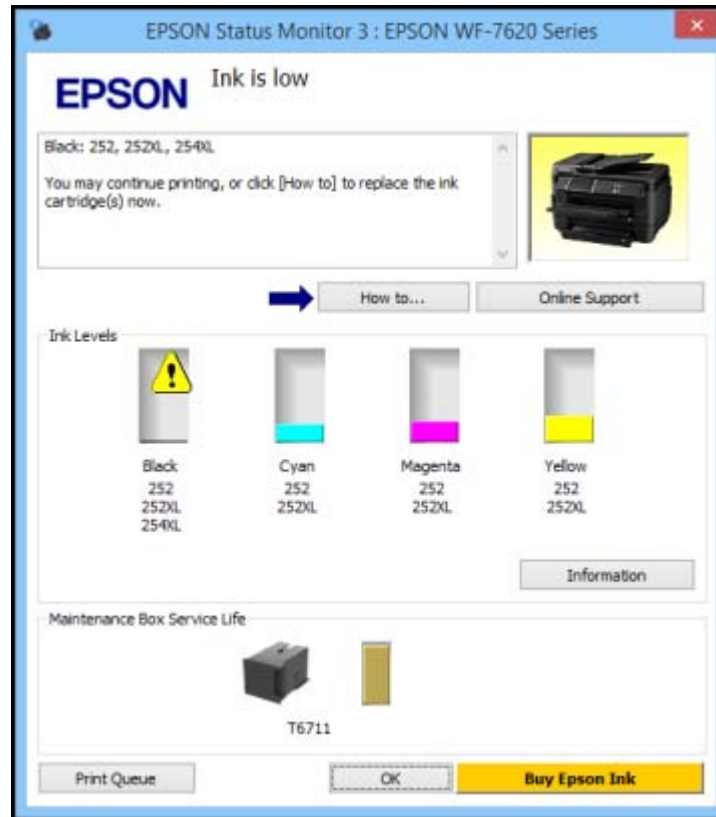 EPSON Status Monitor 3 : EPSON WF-7620 Series
EPSON
Ink is low
Black: 252, 252XL, 254XL
You may continue printing, or click [How to] to replace the ink
cartridge(s) now.
How to...
Online Support
Ink Levels
Black
252
252XL
254XL
Cyan
252
252XL
Magenta
252
252XL
Yellow
252
252XL
Information
Maintenance Box Service Life
T6711
Print Queue
OK
Buy Epson Ink